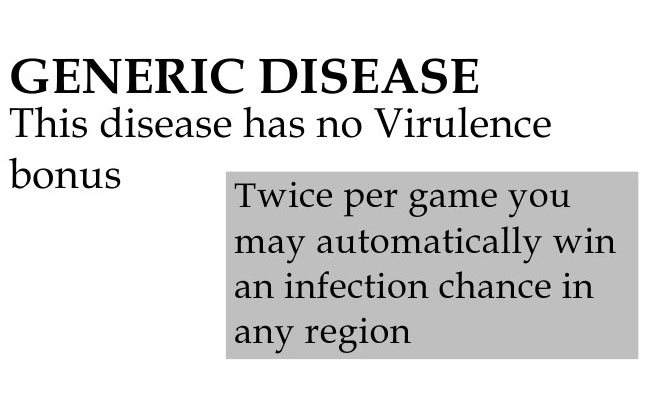 GENERIC DISEASE
This disease has no Virulence
bonus
Twice per game you
may automatically win
an infection chance in
any region